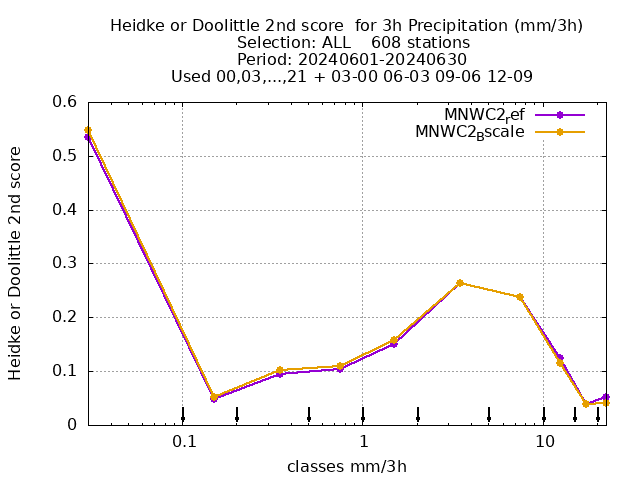 Heidke or Doolittle 2nd score  for 3h Precipitation (mm/3h)
Selection: ALL    608 stations
Period: 20240601-20240630
Used 00,03,...,21 + 03-00 06-03 09-06 12-09
MNWC2ref
MNWC2Bscale
0.6
0.5
0.4
0.3
0.2
0.1
0
Heidke or Doolittle 2nd score
0.1 1 10
classes mm/3h